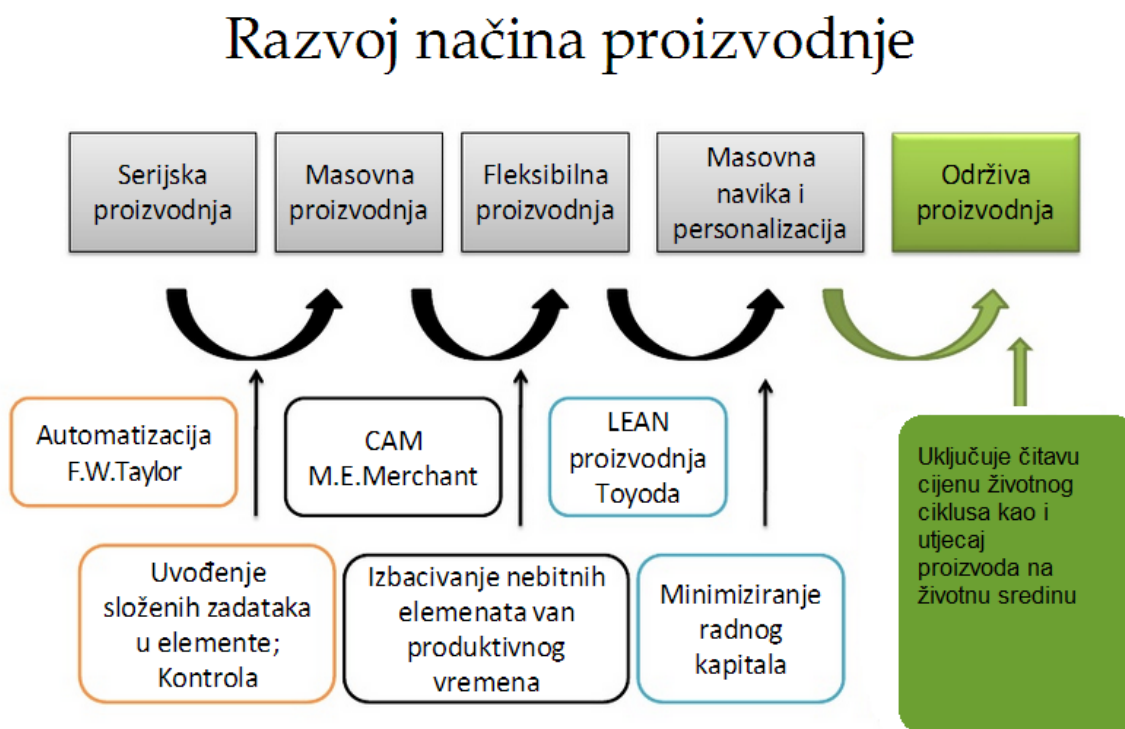 Razvoj načina proizvodnje
Serijska
proizvodnja
Masovna
proizvodnja
Fleksibilna
proizvodnja
Masovna
navika i
personalizacija
Održiva
proizvodnja
Automatizacija
F.W.Taylor
CAM
M.E.Merchant
LEAN
proizvodnja
Toyoda
Uvođenje
složenih zadataka
u elemente;
Kontrola
Izbacivanje nebitnih
elemenata van
produktivnog
vremena
Minimiziranje
radnog
kapitala
Uključuje čitavu
cijenu životnog
ciklusa kao i
utjecaj
proizvoda na
životnu sredinu